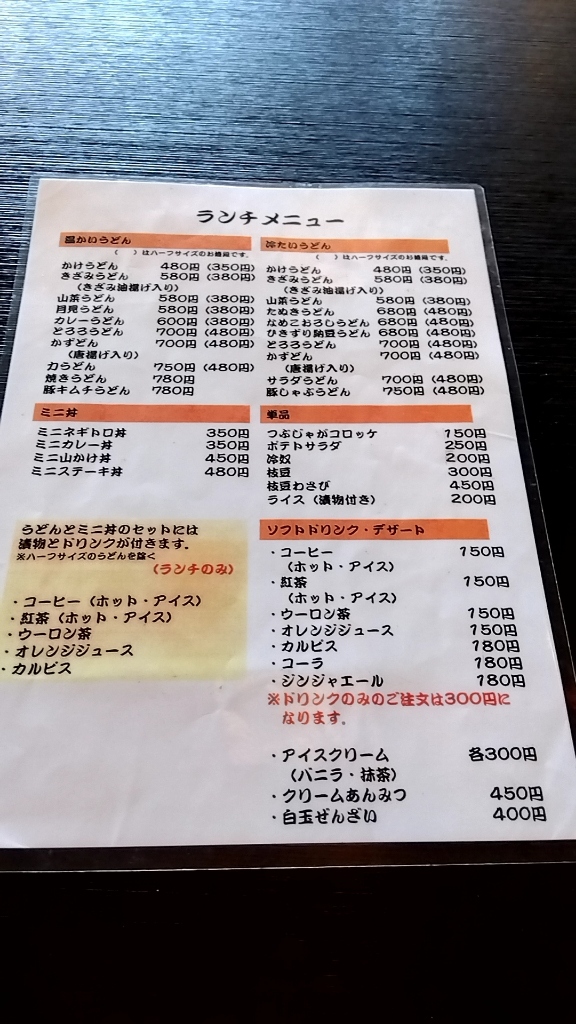 ランチメニュー
温かいうどん
（　）はハーフサイズのお値段です。
かけうどん 480円（350円）
きざみうどん 580円（380円）
（きざみ油揚げ入り）
山菜うどん 580円（380円）
月見うどん 580円（380円）
カレーうどん 600円（380円）
とろろうどん 700円（480円）
かずどん 700円（480円）
（唐揚げ入り）
力うどん 750円（480円）
焼きうどん 780円
豚キムチうどん 780円
ミニ丼
ミニネギトロ丼 350円
ミニカレー丼 350円
ミニ山かけ丼 450円
ミニステーキ丼 480円
うどんとミニ丼のセットには
漬物とドリンクが付きます。
※ハーフサイズのうどんを除く
（ランチのみ）
・コーヒー（ホット・アイス）
・紅茶（ホット・アイス）
・ウーロン茶
・オレンジジュース
・カルピス
冷たいうどん
（　）はハーフサイズのお値段です。
かけうどん 480円（350円）
きざみうどん 580円（380円）
（きざみ油揚げ入り）
山菜うどん 580円（380円）
たぬきうどん 680円（480円）
なめこおろしうどん 680円（480円）
ひきずり納豆うどん 680円（480円）
とろろうどん 700円（480円）
かずどん 700円（480円）
（唐揚げ入り）
サラダうどん 700円（480円）
豚しゃぶうどん 750円（480円）
単品
つぶじゃがコロッケ 150円
ポテトサラダ 250円
冷奴 200円
枝豆 300円
枝豆わさび 450円
ライス（漬物付き） 200円
ソフトドリンク・デザート
・コーヒー 150円
（ホット・アイス）
・紅茶 150円
（ホット・アイス）
・ウーロン茶 150円
・オレンジジュース 150円
・カルピス 180円
・コーラ 180円
・ジンジャエール 180円
※ドリンクのみのご注文は300円に
なります。
・アイスクリーム 各300円
（バニラ・抹茶）
・クリームあんみつ 450円
・白玉ぜんざい 400円